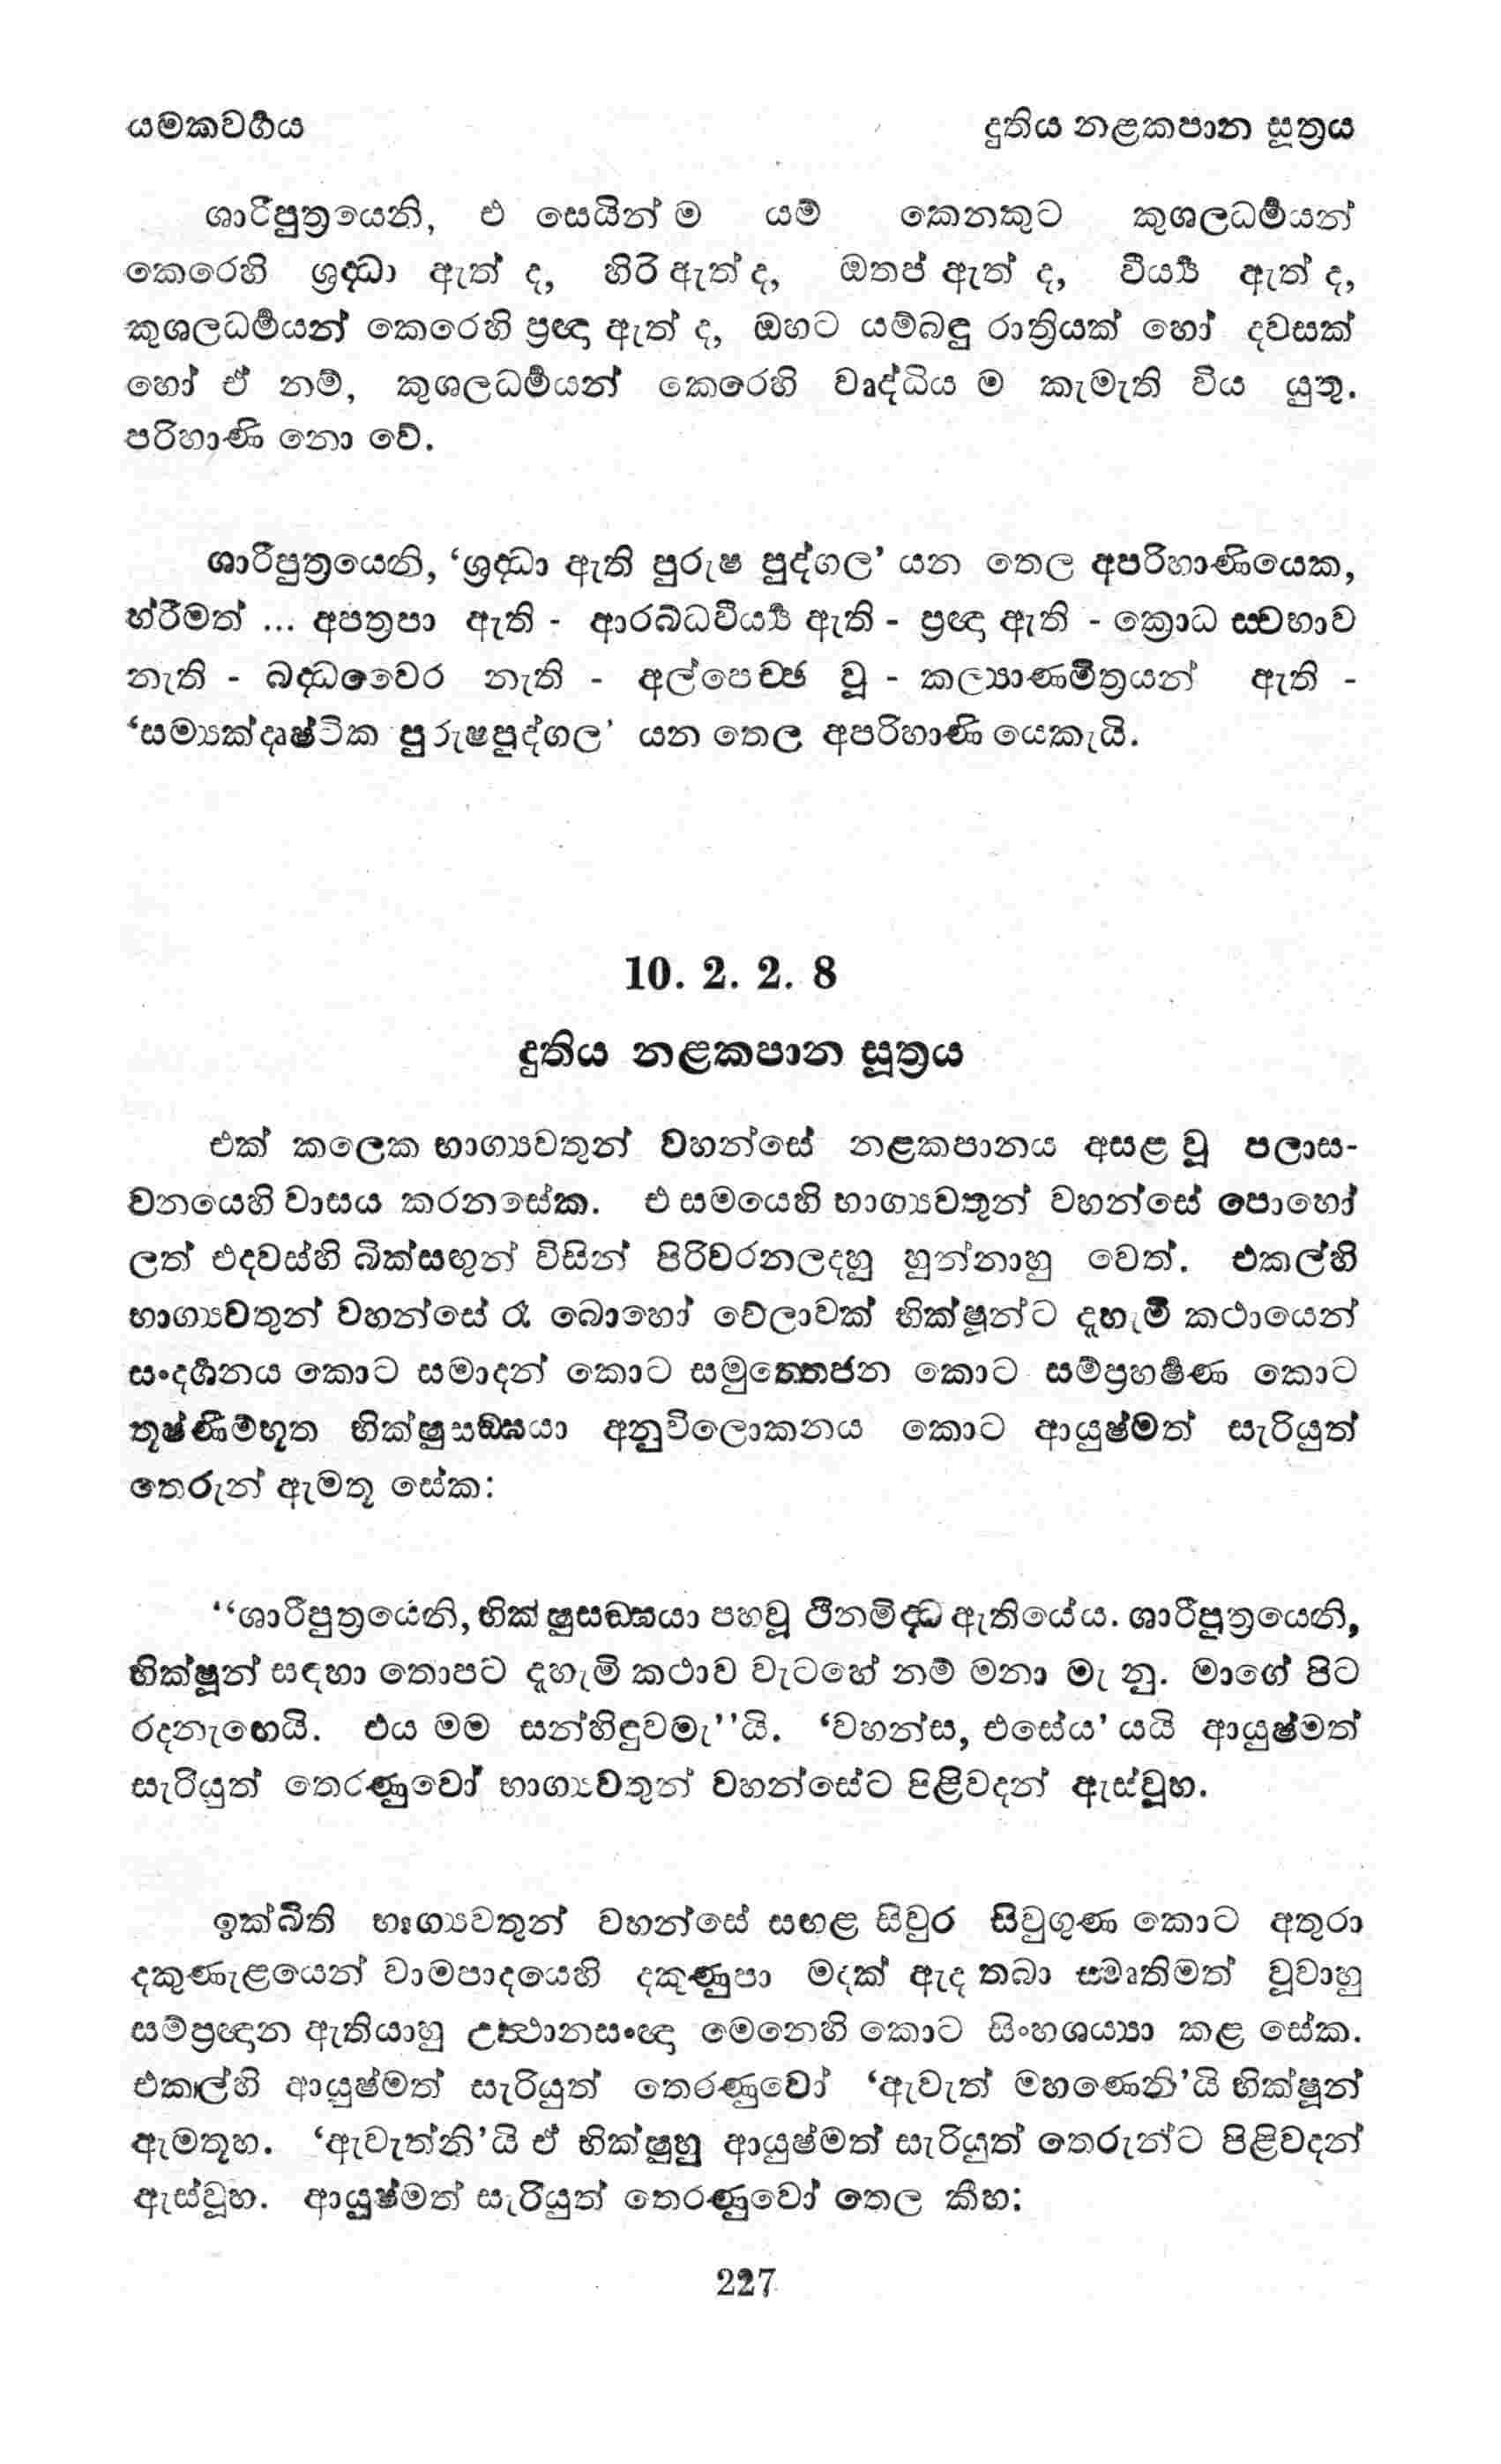 යමකවර්‍ගය දුතිය නළකපාන සූත්‍රය
ශාරිපුත්‍රයෙනි, එ සෙයින් ම යම් කෙනකුට කුශලධර්‍මයන්
කෙරෙහි ශ්‍රද්‍ධා ඇත් ද, හිරි ඇත් ද, ඔතප් ඇත් ද, වීර්‍ය්‍ය ඇත් ද,
කුශලධර්‍මයන් කෙරෙහි ප්‍රඥා ඇත් ද, ඔහට යම්බඳු රාත්‍රියක් හෝ දවසක්
හෝ ඒ නම්, කුශලධර්‍මයන් කෙරෙහි වෘද්ධිය ම කැමැති විය යුතු.
පරිහාණි නො වේ.
ශාරිපුත්‍රයෙනි, ‘ශ්‍රද්‍ධා ඇති පුරුෂ පුද්ගල’ යන තෙල අපරිහාණියෙක,
හ්රීමත් ... අපත්‍රපා ඇති - ආරබ්ධවීර්‍ය්‍ය ඇති - ප්‍රඥා ඇති - ක්‍රොධ ස්‍වභාව
නැති - බද්‍ධවෛර නැති - අල්පෙච්ඡ වූ - කල්‍යාණමිත්‍රයන් ඇති -
‘සම්‍යක්දෘෂ්ටික පුරුෂපුද්ගල’ යන තෙල අපරිහාණි යෙකැයි.
10. 2. 2. 8
දුතිය නළකපාන සූත්‍රය
එක් කලෙක භාග්‍යවතුන් වහන්සේ නළකපානය අසළ වූ පලාස-
වනයෙහි වාසය කරනසේක. එ සමයෙහි භාග්‍යවතුන් වහන්සේ පොහෝ
ලත් එදවස්හි බික්සඟුන් විසින් පිරිවරනලදහු හුන්නාහු වෙත්. එකල්හි
භාග්‍යවතුන් වහන්සේ රෑ බොහෝ වේලාවක් භික්ෂූන්ට දැහැමි කථායෙන්
සංදර්‍ශනය කොට සමාදන් කොට සමුත්‍තෙජන කොට සම්ප්‍රහර්‍ෂණ කොට
තූෂ්ණීම්භූත භික්ෂුසඞ්ඝයා අනුවිලොකනය කොට ආයුෂ්මත් සැරියුත්
තෙරුන් ඇමතූ සේක:
“ශාරිපුත්‍රයෙනි, භික්ෂුසඞ්ඝයා පහවූ ථිනමිද්‍ධ ඇතියේය. ශාරිපුත්‍රයෙනි,
භික්ෂූන් සඳහා තොපට දැහැමි කථාව වැටහේ නම් මනා මැ නු. මාගේ පිට
රදනැඟෙයි. එය මම සන්හිඳුවමැ”යි. ‘වහන්ස, එසේය’ යයි ආයුෂ්මත්
සැරියුත් තෙරණුවෝ භාග්‍යවතුන් වහන්සේට පිළිවදන් ඇස්වූහ.
ඉක්බිති භාග්‍යවතුන් වහන්සේ සඟළ සිවුර සිවුගුණ කොට අතුරා
දකුණැළයෙන් වාමපාදයෙහි දකුණුපා මදක් ඇද තබා ස්මෘතිමත් වූවාහු
සම්ප්‍රඥාන ඇතියාහු උත්‍ථානසංඥා මෙනෙහි කොට සිංහශය්‍යා කළ සේක.
එකල්හි ආයුෂ්මත් සැරියුත් තෙරණුවෝ ‘ඇවැත් මහණෙනි’යි භික්ෂූන්
ඇමතූහ. ‘ඇවැත්නි’යි ඒ භික්ෂුහු ආයුෂ්මත් සැරියුත් තෙරුන්ට පිළිවදන්
ඇස්වූහ. ආයුෂ්මත් සැරියුත් තෙරණුවෝ තෙල කීහ:
227